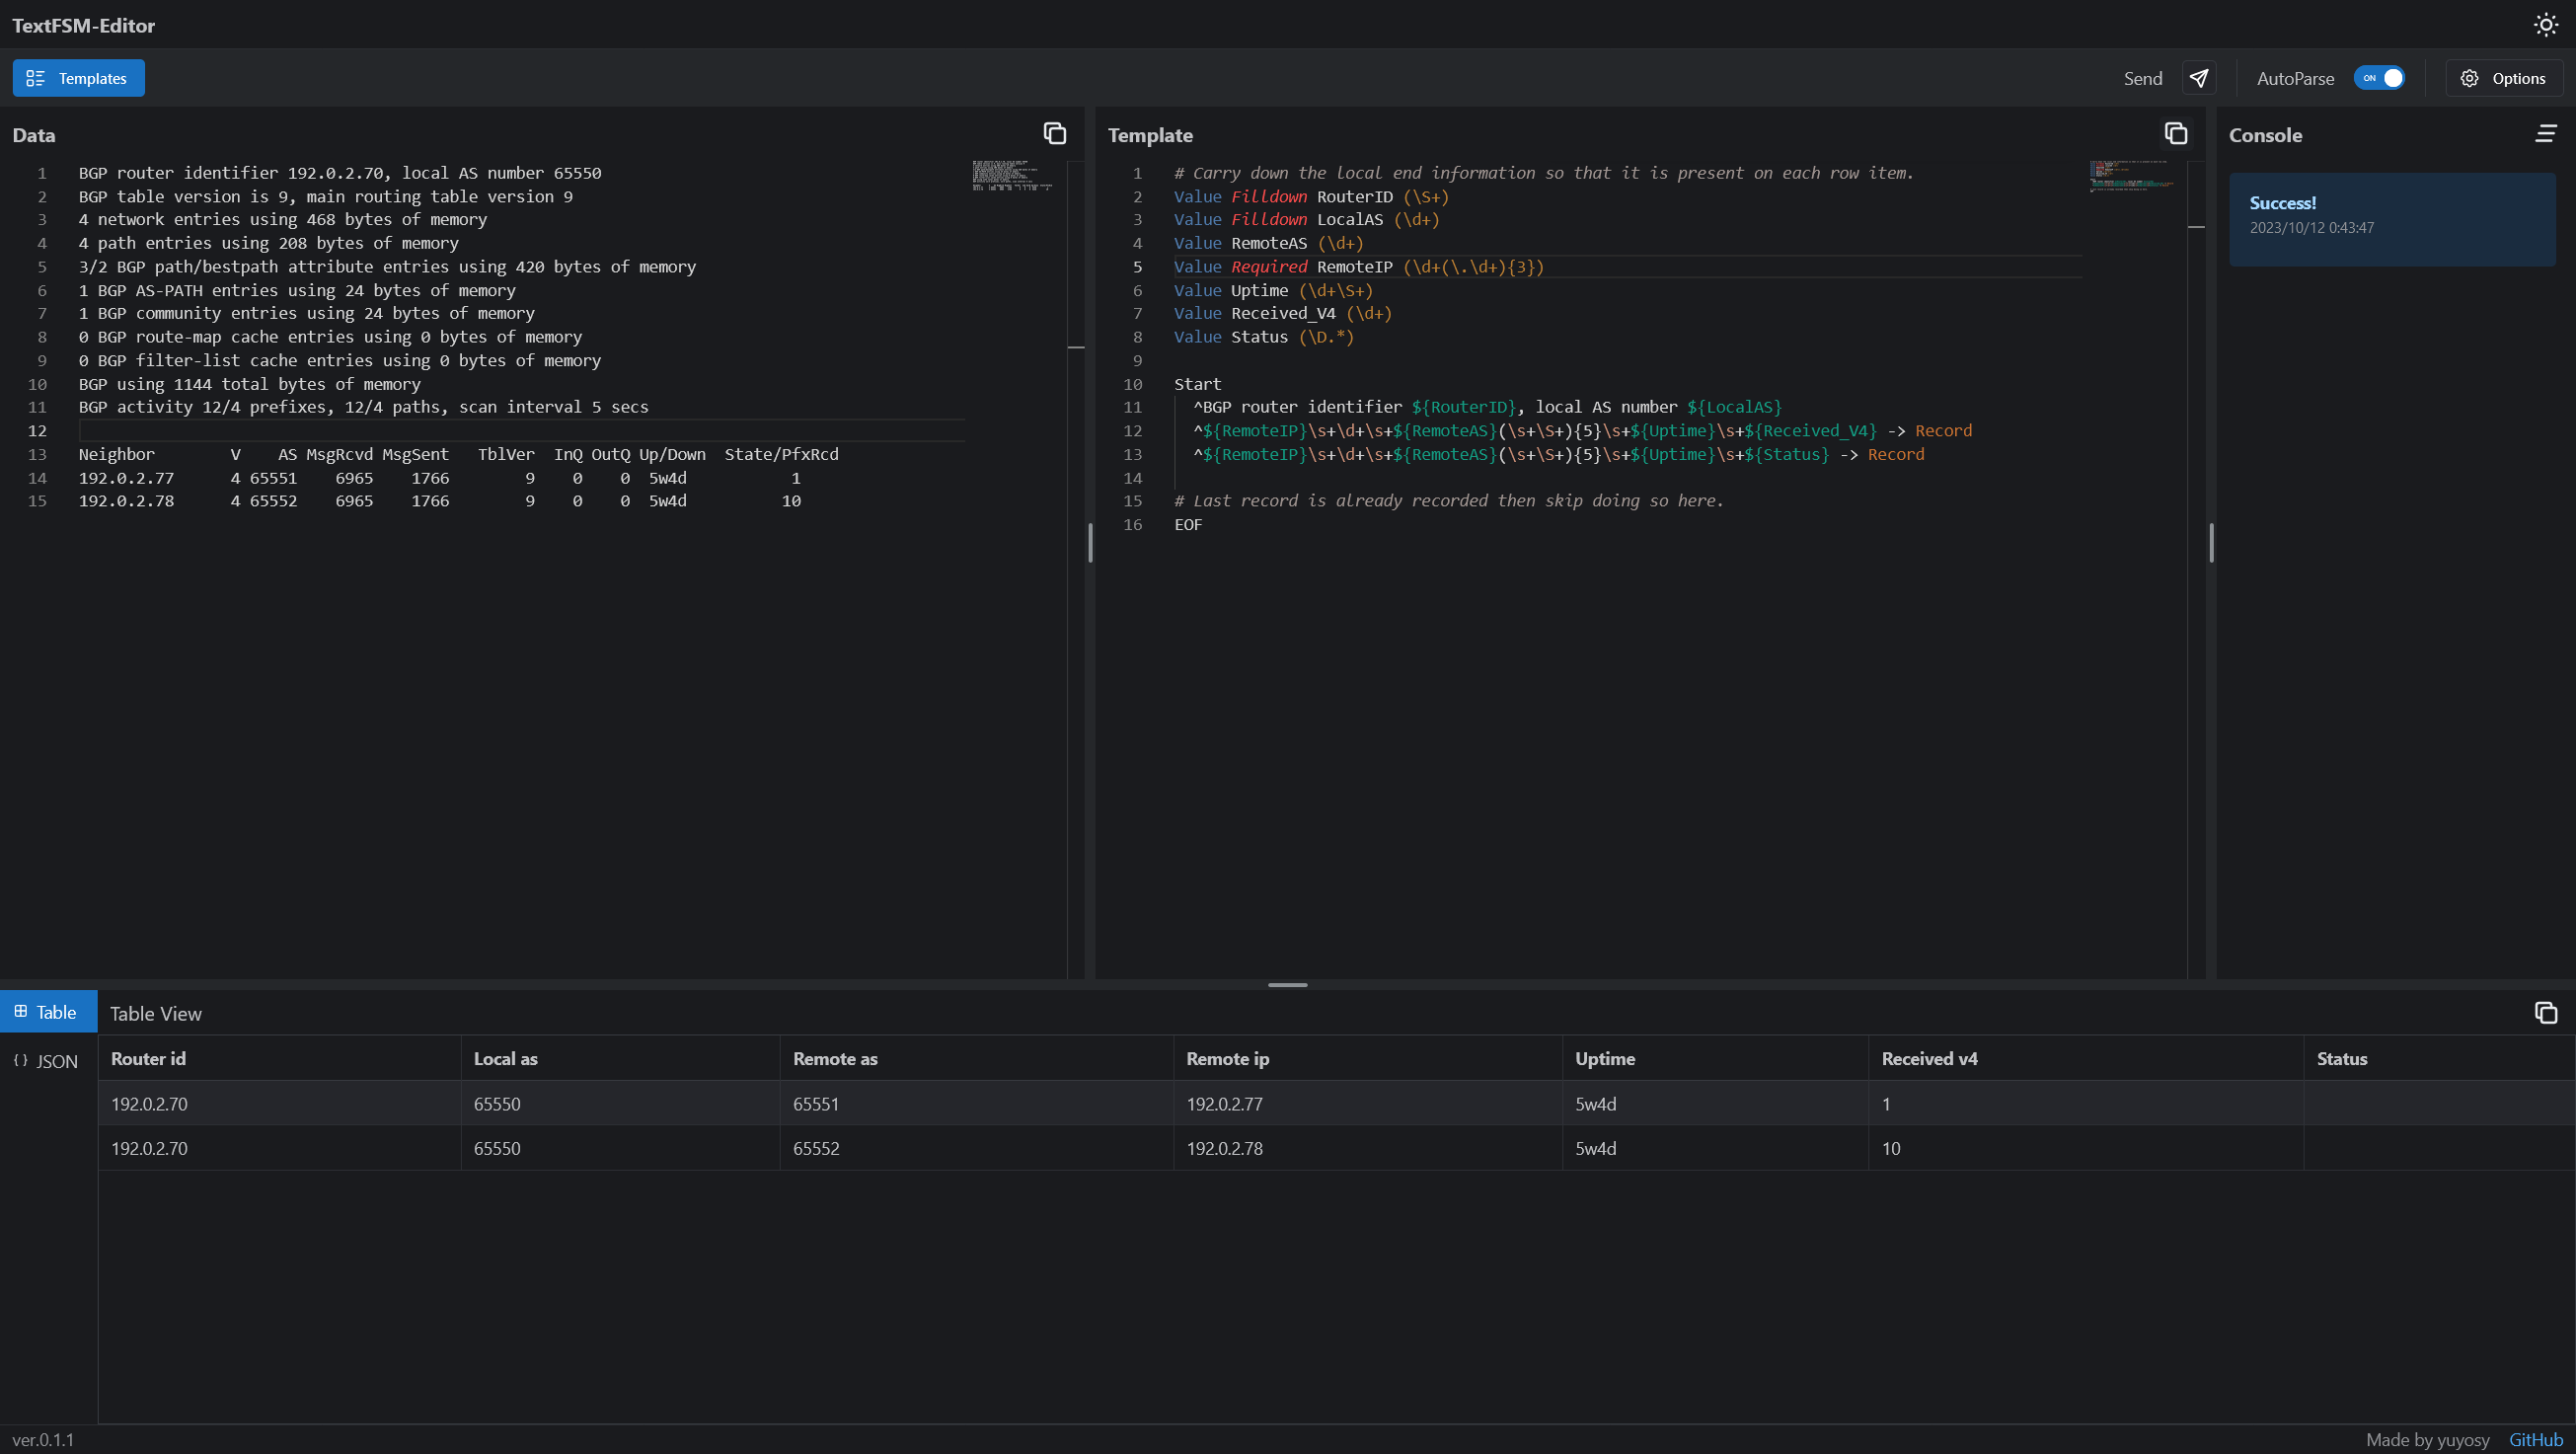 TextFSM-Editor
Templates
Send
AutoParse
ON
Options
Data
1 BGP router identifier 192.0.2.70, local AS number 65550
2 BGP table version is 9, main routing table version 9
3 4 network entries using 468 bytes of memory
4 4 path entries using 208 bytes of memory
5 3/2 BGP path/bestpath attribute entries using 420 bytes of memory
6 1 BGP AS-PATH entries using 24 bytes of memory
7 1 BGP community entries using 24 bytes of memory
8 0 BGP route-map cache entries using 0 bytes of memory
9 0 BGP filter-list cache entries using 0 bytes of memory
10 BGP using 1144 total bytes of memory
11 BGP activity 12/4 prefixes, 12/4 paths, scan interval 5 secs
12
13 Neighbor        V    AS MsgRcvd MsgSent   TblVer  InQ OutQ Up/Down  State/PfxRcd
14 192.0.2.77      4 65551    6965    1766        9    0    0  5w4d           1
15 192.0.2.78      4 65552    6965    1766        9    0    0  5w4d          10
Template
1 # Carry down the local end information so that it is present on each row item.
2 Value Filldown RouterID (\S+)
3 Value Filldown LocalAS (\d+)
4 Value RemoteAS (\d+)
5 Value Required RemoteIP (\d+(\.\d+){3})
6 Value Uptime (\d+\S+)
7 Value Received_V4 (\d+)
8 Value Status (\D.*)
9
10 Start
11   ^BGP router identifier ${RouterID}, local AS number ${LocalAS}
12   ^${RemoteIP}\s+\d+\s+${RemoteAS}(\s+\S+){5}\s+${Uptime}\s+${Received_V4} -> Record
13   ^${RemoteIP}\s+\d+\s+${RemoteAS}(\s+\S+){5}\s+${Uptime}\s+${Status} -> Record
14
15 # Last record is already recorded then skip doing so here.
16 EOF
Console
Success!
2023/10/12 0:43:47
Table
JSON
Table View
Router id Local as Remote as Remote ip Uptime Received v4 Status
192.0.2.70 65550 65551 192.0.2.77 5w4d 1
192.0.2.70 65550 65552 192.0.2.78 5w4d 10
ver.0.1.1
Made by yuyosy GitHub